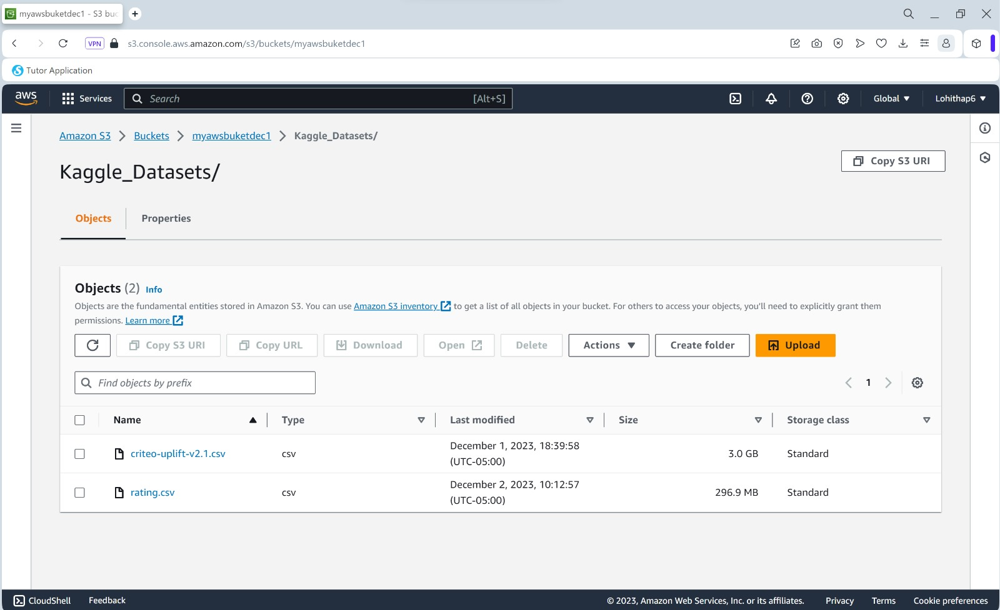 myawsbuketdec1 - S3 buc
VPN
s3.console.aws.amazon.com/s3/buckets/myawsbuketdec1
Tutor Application
aws
Services
Search
[Alt+S]
Global
Lohithap6
Amazon S3 > Buckets > myawsbuketdec1 > Kaggle_Datasets/
Kaggle_Datasets/
Copy S3 URI
Objects
Properties
Objects (2) Info
Objects are the fundamental entities stored in Amazon S3. You can use Amazon S3 inventory to get a list of all objects in your bucket. For others to access your objects, you'll need to explicitly grant them
permissions. Learn more
Copy S3 URI
Copy URL
Download
Open
Delete
Actions
Create folder
Upload
Find objects by prefix
1
Name Type Last modified Size Storage class
criteo-uplift-v2.1.csv csv December 1, 2023, 18:39:58 (UTC-05:00) 3.0 GB Standard
rating.csv csv December 2, 2023, 10:12:57 (UTC-05:00) 296.9 MB Standard
CloudShell
Feedback
© 2023, Amazon Web Services, Inc. or its affiliates.
Privacy
Terms
Cookie preferences